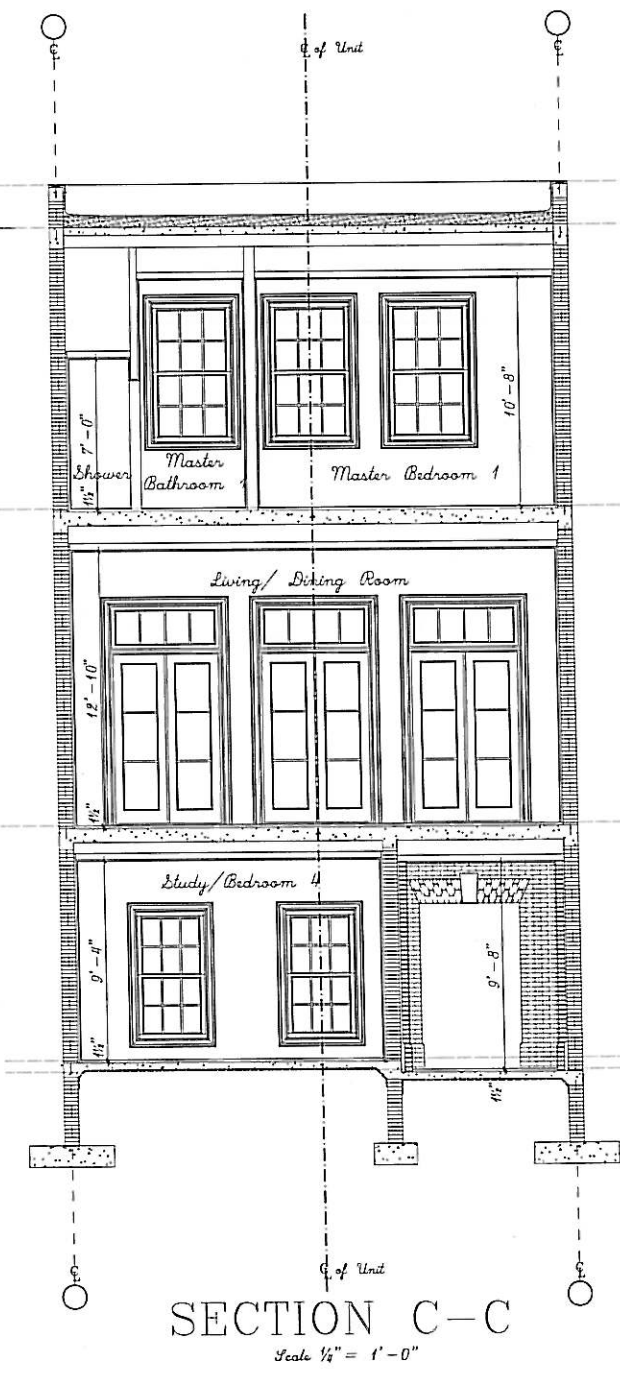 ℄ ℄ of Unit ℄
7'-0"
1½"
Shower
Master
Bathroom 1
Master Bedroom 1
10'-8"
Living/ Dining Room
12'-10"
1½"
Study/Bedroom 4
9'-4"
1½"
9'-8"
1½"
℄ ℄ of Unit ℄
SECTION C-C
Scale ¼" = 1'-0"